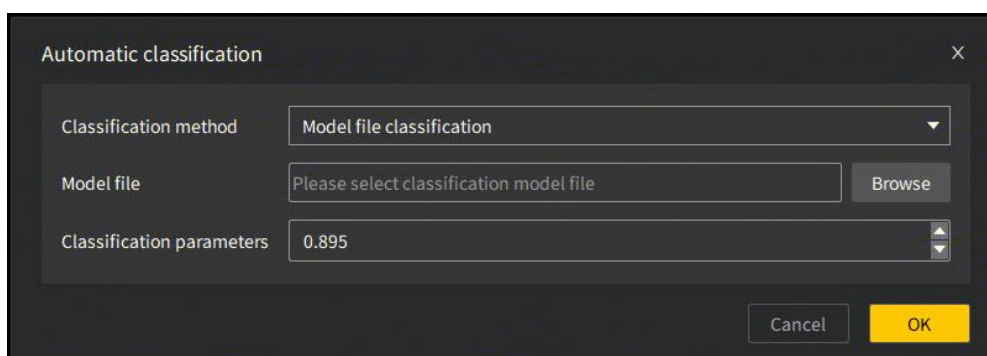 Automatic classification X
Classification method Model file classification
Model file Please select classification model file Browse
Classification parameters 0.895
Cancel OK